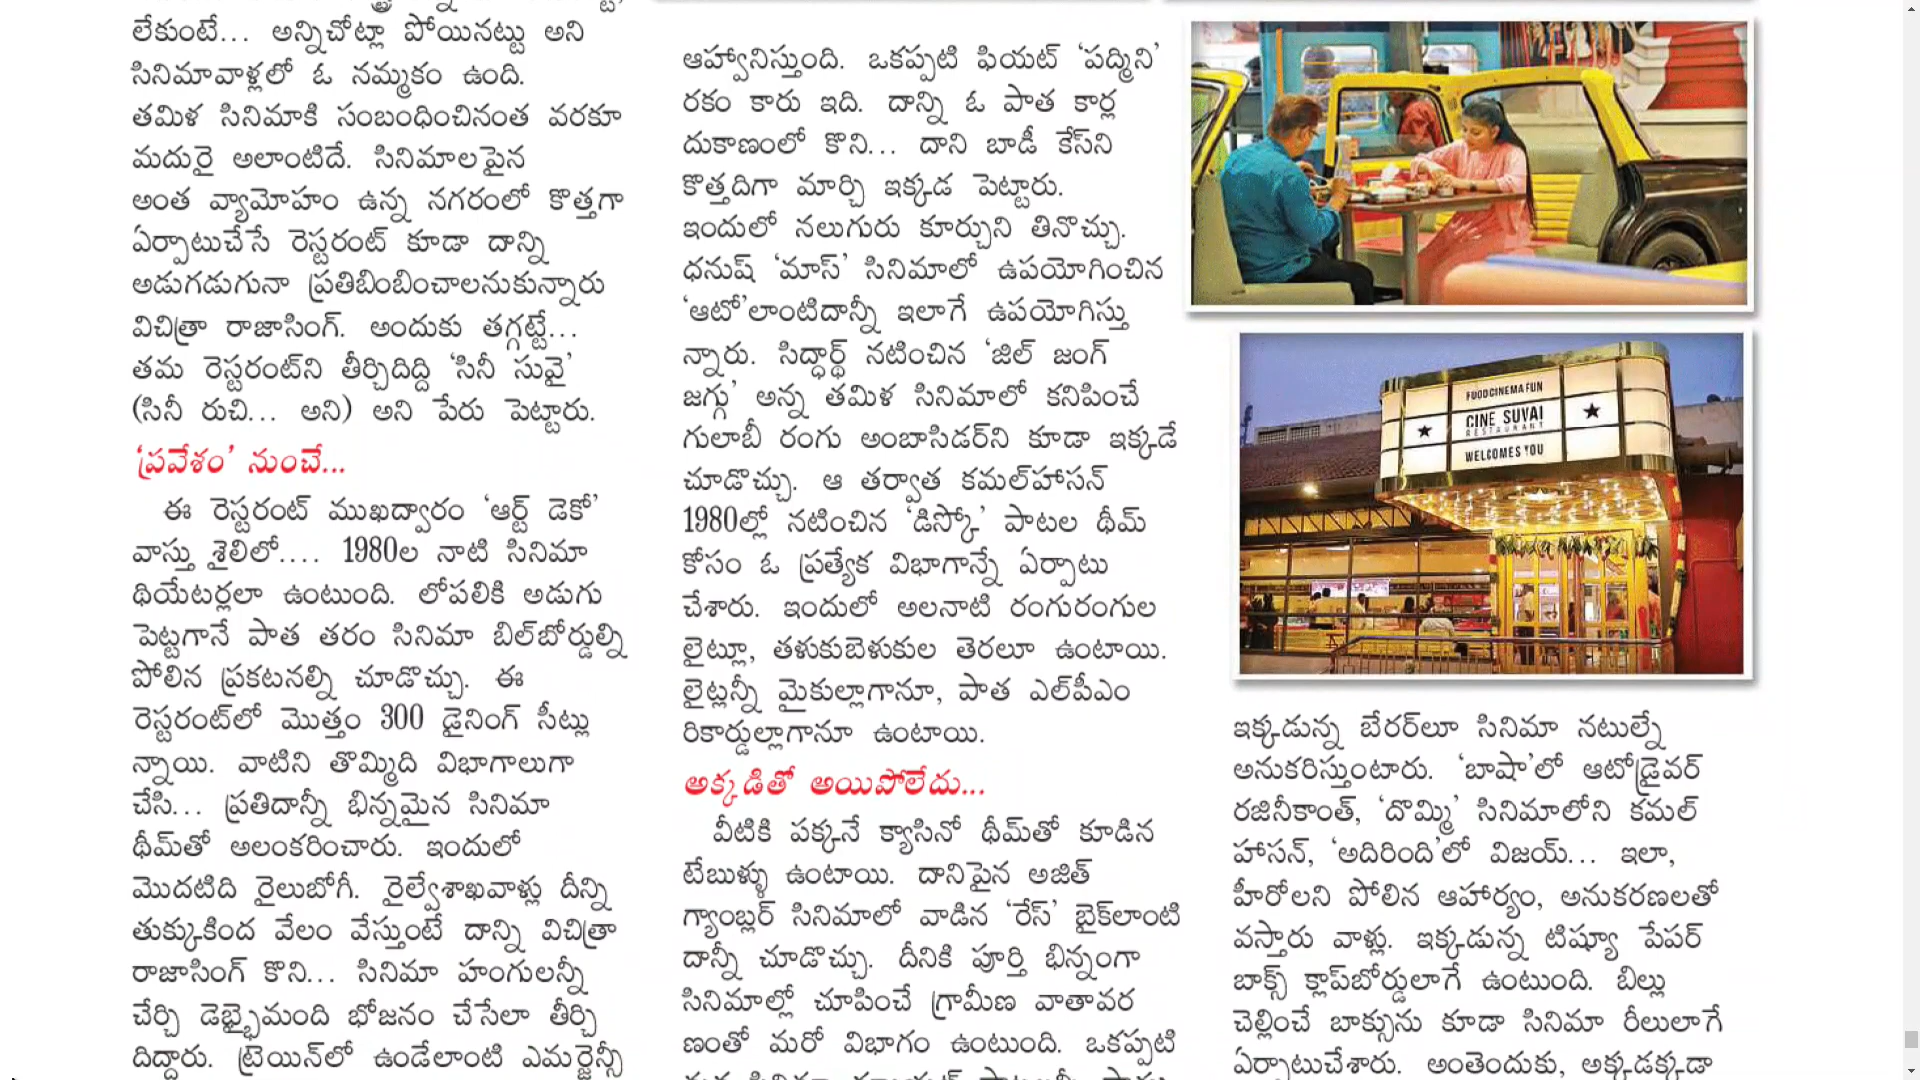 లేకుంటే... అన్నిచోట్లా పోయినట్టు అని
సినిమావాళ్లలో ఓ నమ్మకం ఉంది.
తమిళ సినిమాకి సంబంధించినంత వరకూ
మదురై అలాంటిదే. సినిమాలపైన
అంత వ్యామోహం ఉన్న నగరంలో కొత్తగా
ఏర్పాటుచేసే రెస్టరంట్ కూడా దాన్ని
అడుగడుగునా ప్రతిబింబించాలనుకున్నారు
విచిత్రా రాజాసింగ్. అందుకు తగ్గట్టే...
తమ రెస్టరంట్‌ని తీర్చిదిద్ది ‘సినీ సువై’
(సినీ రుచి... అని) అని పేరు పెట్టారు.
‘ప్రవేశం’ నుంచే...
ఈ రెస్టరంట్ ముఖద్వారం ‘ఆర్ట్ డెకో’
వాస్తు శైలిలో.... 1980ల నాటి సినిమా
థియేటర్లలా ఉంటుంది. లోపలికి అడుగు
పెట్టగానే పాత తరం సినిమా బిల్‌బోర్డుల్ని
పోలిన ప్రకటనల్ని చూడొచ్చు. ఈ
రెస్టరంట్‌లో మొత్తం 300 డైనింగ్ సీట్లు
న్నాయి. వాటిని తొమ్మిది విభాగాలుగా
చేసి... ప్రతిదాన్నీ భిన్నమైన సినిమా
థీమ్‌తో అలంకరించారు. ఇందులో
మొదటిది రైలుబోగీ. రైల్వేశాఖవాళ్లు దీన్ని
తుక్కుకింద వేలం వేస్తుంటే దాన్ని విచిత్రా
రాజాసింగ్ కొని... సినిమా హంగులన్నీ
చేర్చి డెబ్భైమంది భోజనం చేసేలా తీర్చి
దిద్దారు. ట్రెయిన్‌లో ఉండేలాంటి ఎమర్జెన్సీ
ఆహ్వానిస్తుంది. ఒకప్పటి ఫియట్ ‘పద్మిని’
రకం కారు ఇది. దాన్ని ఓ పాత కార్ల
దుకాణంలో కొని... దాని బాడీ కేస్‌ని
కొత్తదిగా మార్చి ఇక్కడ పెట్టారు.
ఇందులో నలుగురు కూర్చుని తినొచ్చు.
ధనుష్ ‘మాస్’ సినిమాలో ఉపయోగించిన
‘ఆటో’లాంటిదాన్నీ ఇలాగే ఉపయోగిస్తు
న్నారు. సిద్ధార్థ్ నటించిన ‘జిల్ జంగ్
జగ్గు’ అన్న తమిళ సినిమాలో కనిపించే
గులాబీ రంగు అంబాసిడర్‌ని కూడా ఇక్కడే
చూడొచ్చు. ఆ తర్వాత కమల్‌హాసన్
1980ల్లో నటించిన ‘డిస్కో’ పాటల థీమ్
కోసం ఓ ప్రత్యేక విభాగాన్నే ఏర్పాటు
చేశారు. ఇందులో అలనాటి రంగురంగుల
లైట్లూ, తళుకుబెళుకుల తెరలూ ఉంటాయి.
లైట్లన్నీ మైకుల్లాగానూ, పాత ఎల్‌పీఎం
రికార్డుల్లాగానూ ఉంటాయి.
అక్కడితో అయిపోలేదు...
వీటికి పక్కనే క్యాసినో థీమ్‌తో కూడిన
టేబుళ్ళు ఉంటాయి. దానిపైన అజిత్
గ్యాంబ్లర్ సినిమాలో వాడిన ‘రేస్’ బైక్‌లాంటి
దాన్నీ చూడొచ్చు. దీనికి పూర్తి భిన్నంగా
సినిమాల్లో చూపించే గ్రామీణ వాతావర
ణంతో మరో విభాగం ఉంటుంది. ఒకప్పటి
FOOD CINEMA FUN
CINE SUVAI
RESTAURANT
WELCOMES YOU
ఇక్కడున్న బేరర్‌లూ సినిమా నటుల్నే
అనుకరిస్తుంటారు. ‘బాషా’లో ఆటోడ్రైవర్
రజినీకాంత్, ‘దొమ్మి’ సినిమాలోని కమల్
హాసన్, ‘అదిరింది’లో విజయ్... ఇలా,
హీరోలని పోలిన ఆహార్యం, అనుకరణలతో
వస్తారు వాళ్లు. ఇక్కడున్న టిష్యూ పేపర్
బాక్స్ క్లాప్‌బోర్డులాగే ఉంటుంది. బిల్లు
చెల్లించే బాక్సును కూడా సినిమా రీలులాగే
ఏర్పాటుచేశారు. అంతెందుకు, అక్కడక్కడా